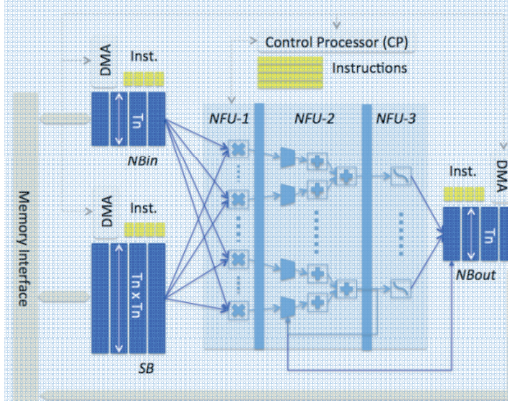 Control Processor (CP)
Instructions
DMA
Inst.
Tn
NBin
NFU-1
NFU-2
NFU-3
Memory Interface
DMA
Inst.
Tn x Tn
SB
Inst.
DMA
Tn
NBout